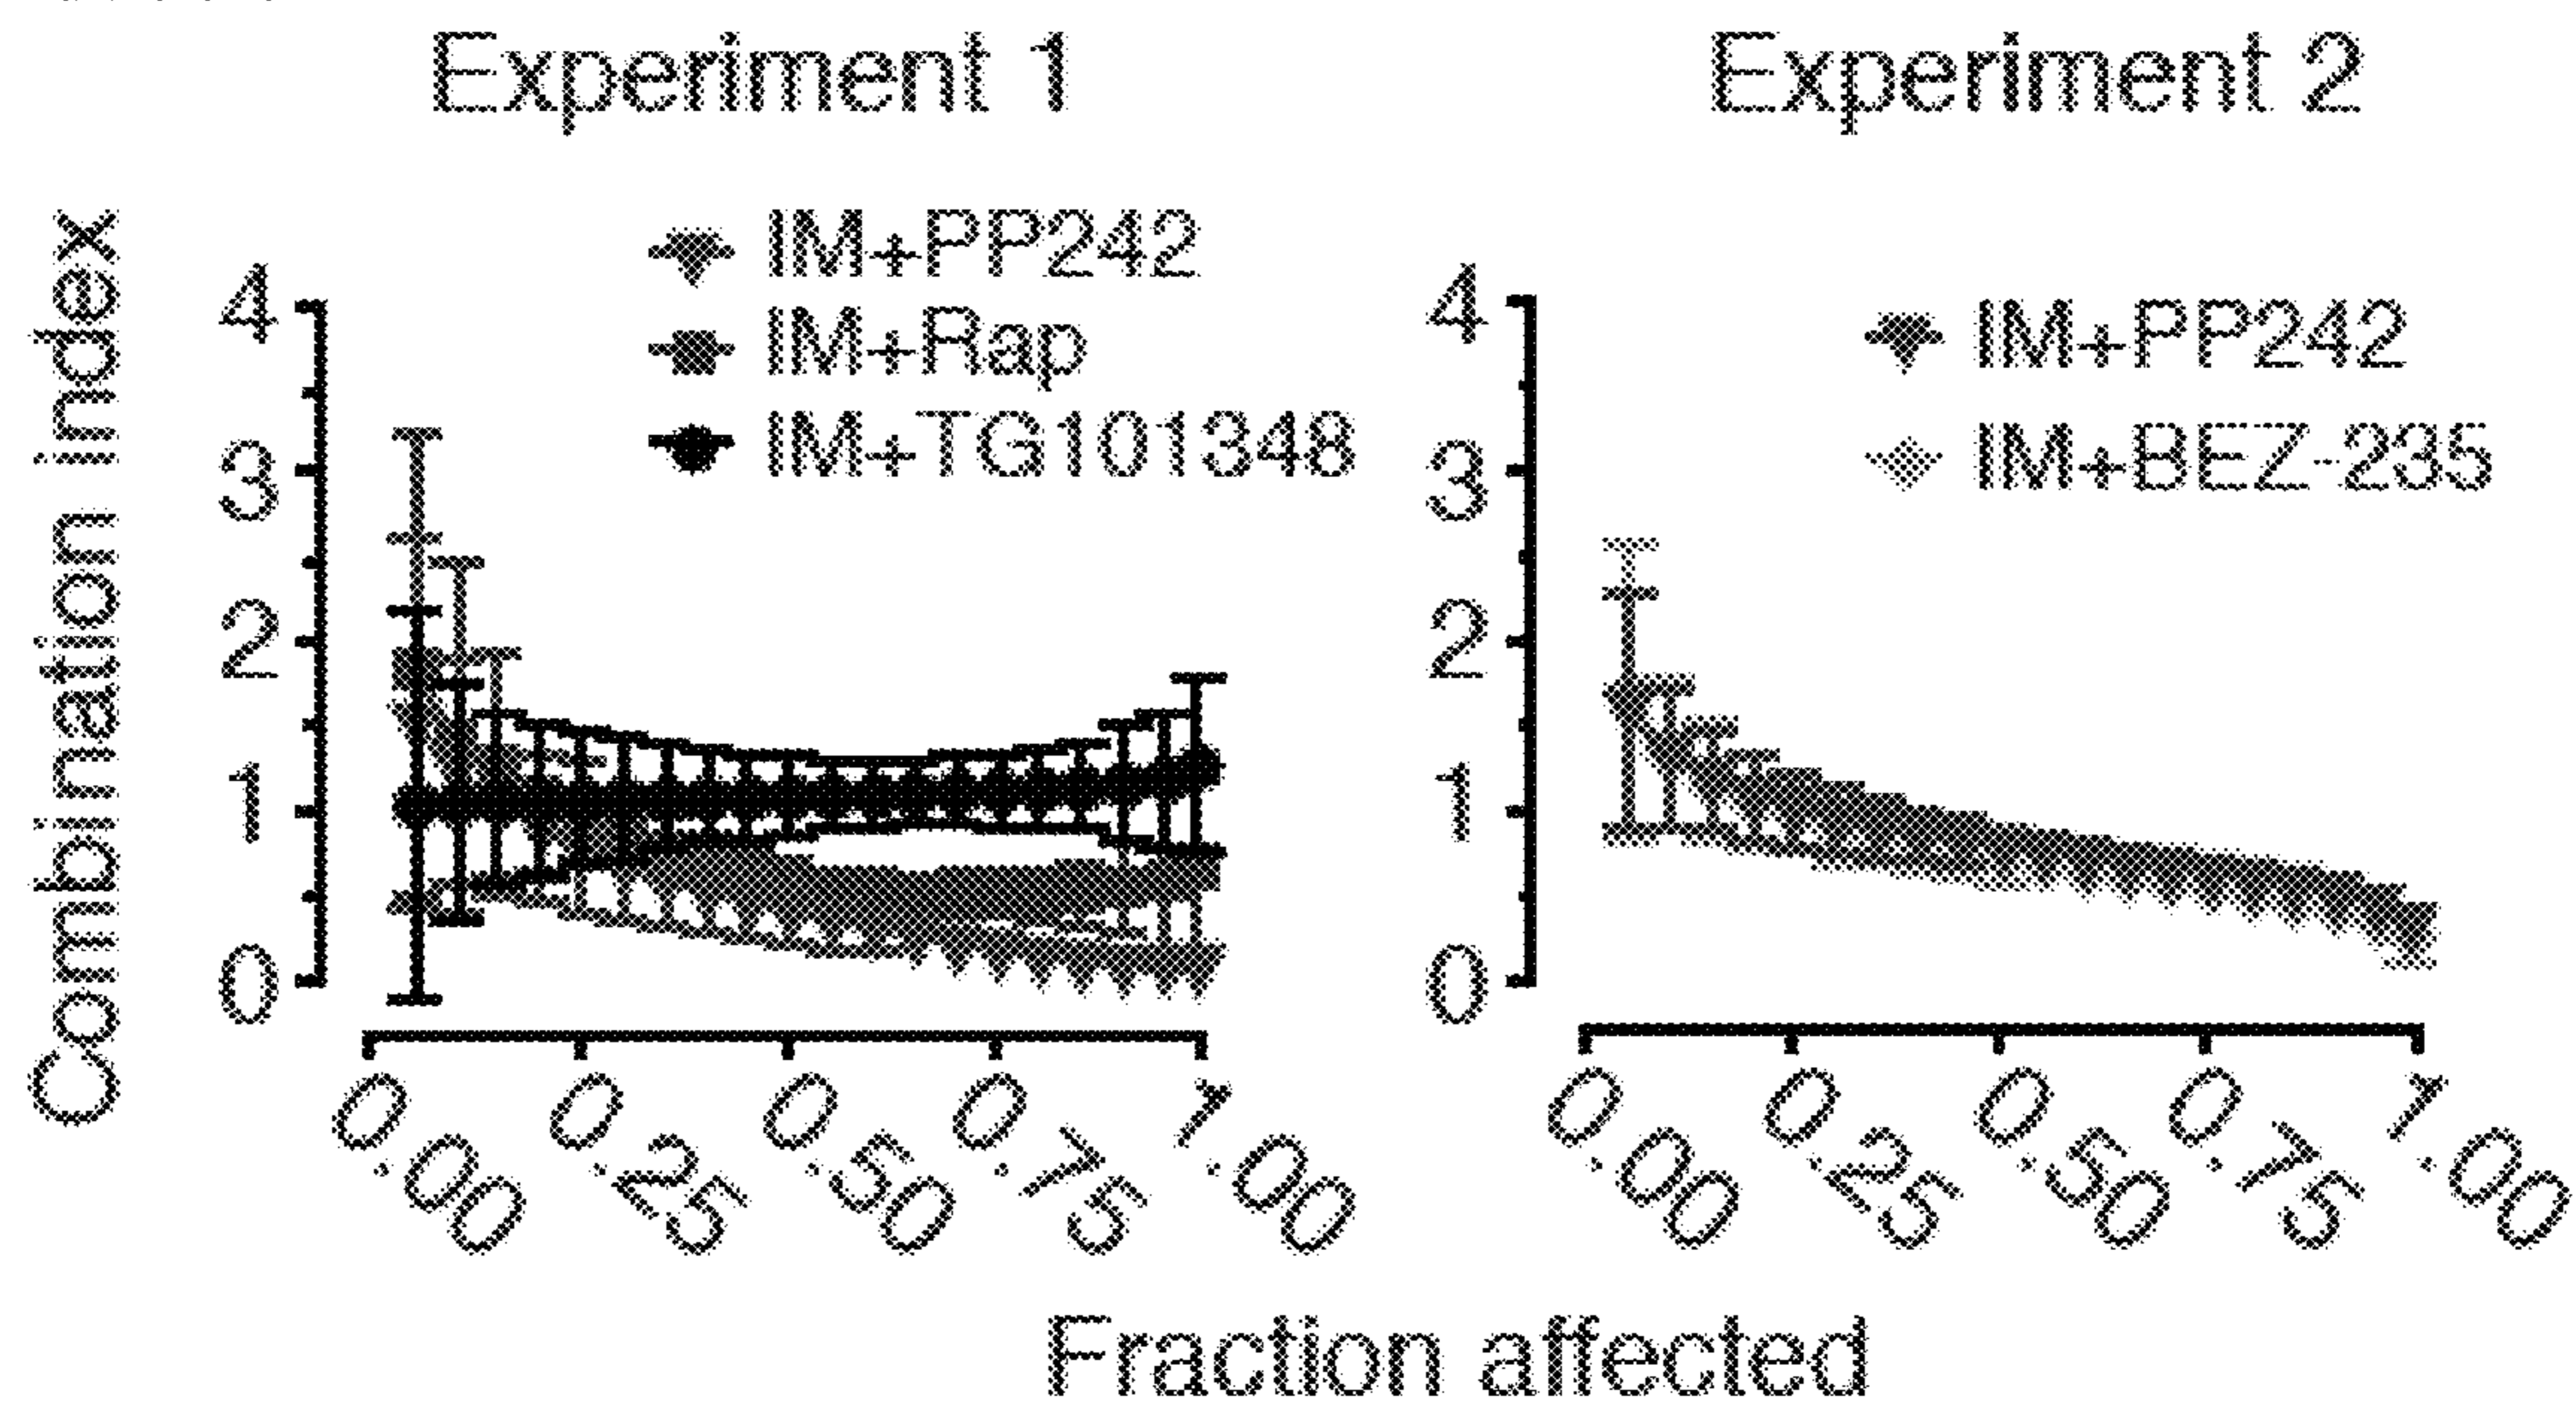 Experiment 1
IM+PP242
IM+Rap
IM+TG101348
Combination index
4
3
2
1
0
0.00
0.25
0.50
0.75
1.00
Experiment 2
IM+PP242
IM+BEZ-235
4
3
2
1
0
0.00
0.25
0.50
0.75
1.00
Fraction affected